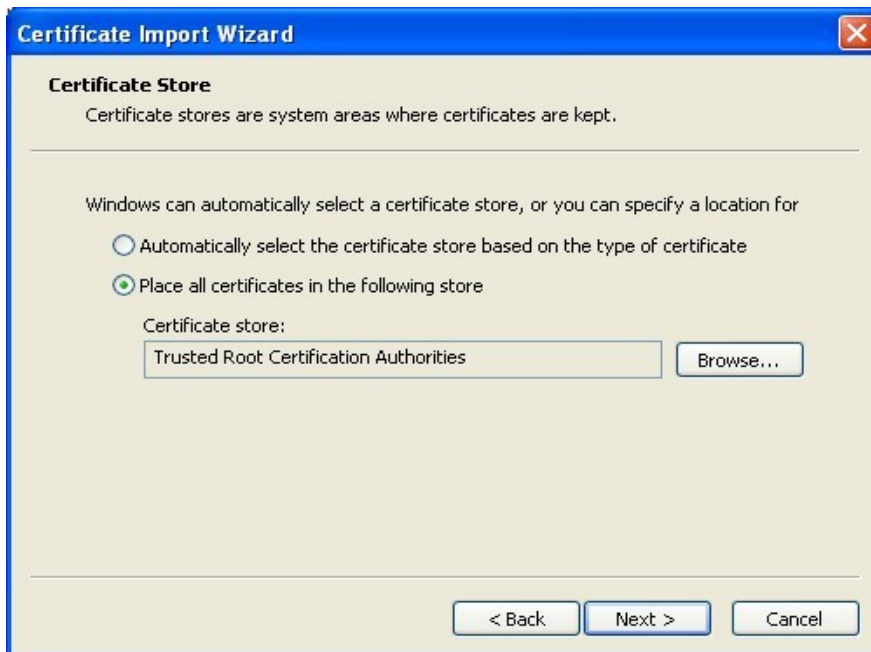 Certificate Import Wizard
Certificate Store
Certificate stores are system areas where certificates are kept.
Windows can automatically select a certificate store, or you can specify a location for
Automatically select the certificate store based on the type of certificate
Place all certificates in the following store
Certificate store:
Trusted Root Certification Authorities
Browse...
< Back
Next >
Cancel